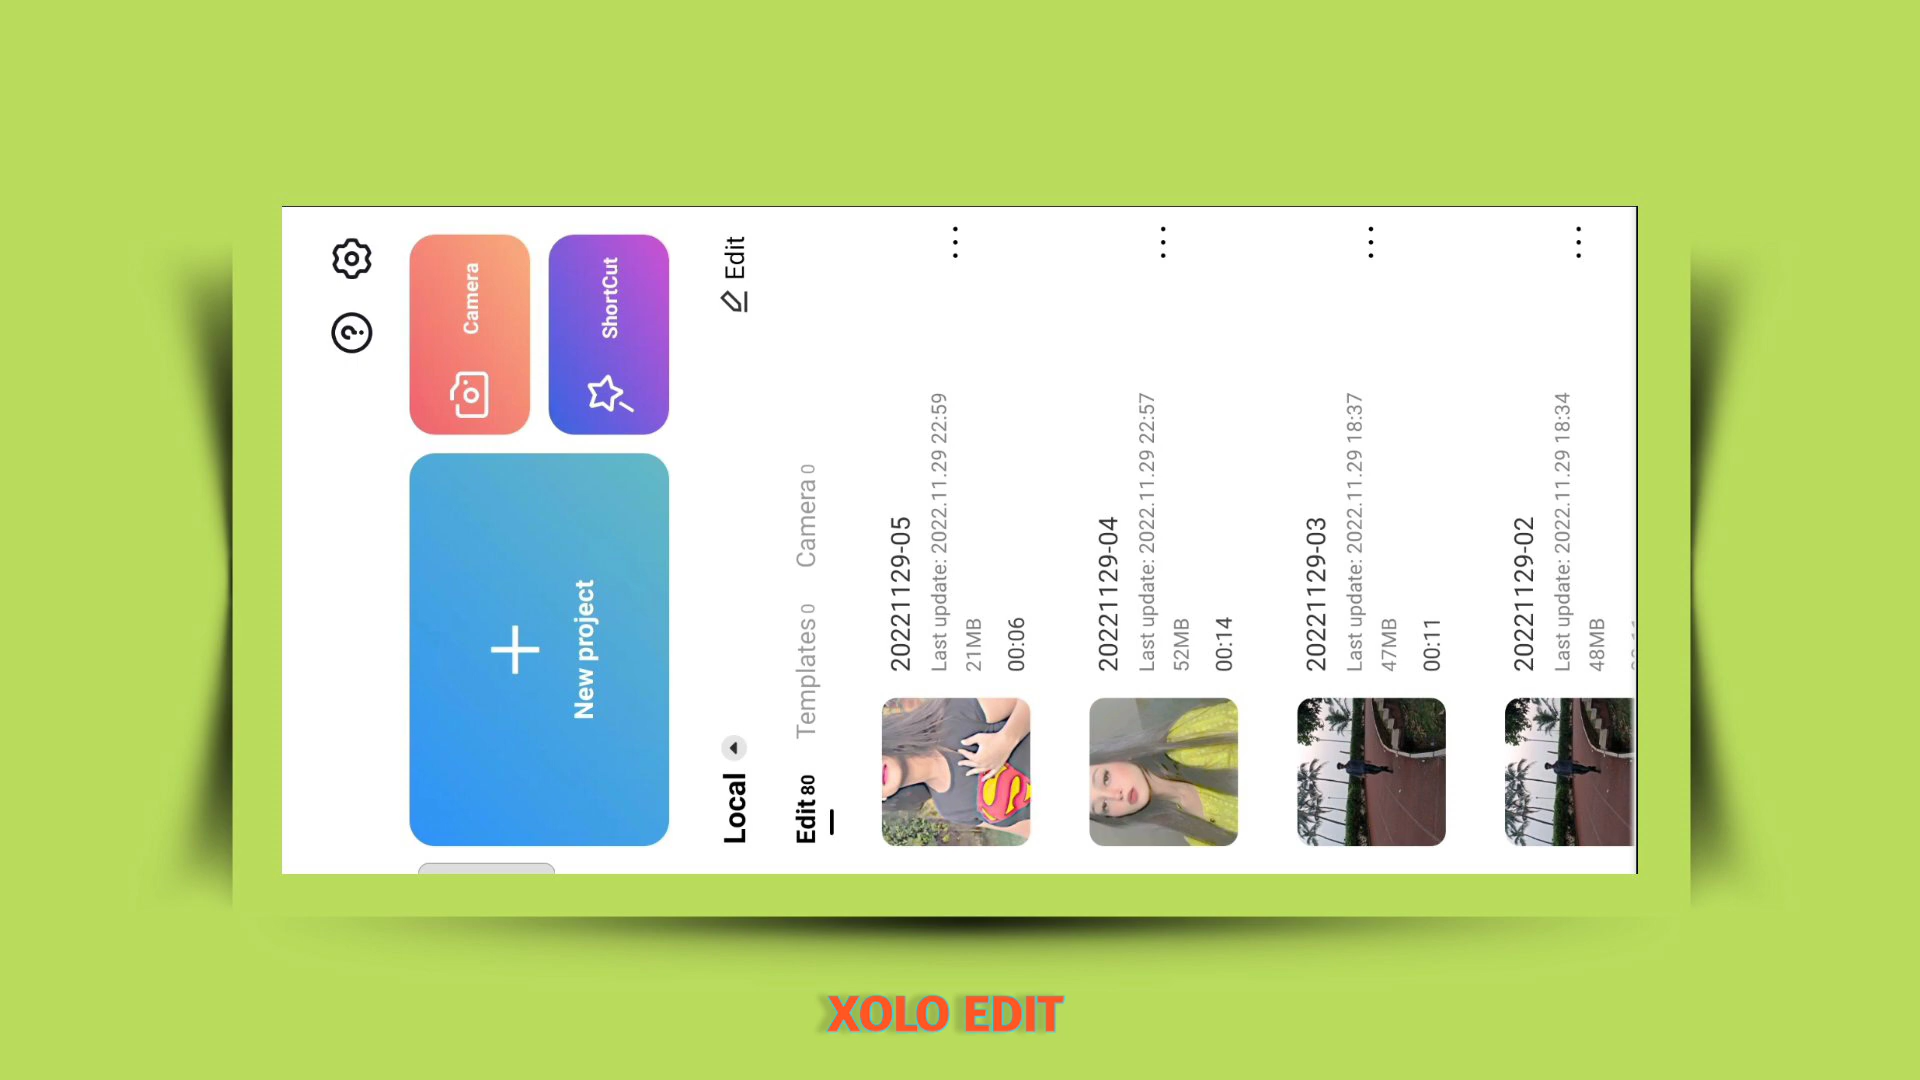 Camera
New project
ShortCut
Local
Edit
Edit 80
Templates 0
Camera 0
20221129-05
Last update: 2022.11.29 22:59
21MB
00:06
20221129-04
Last update: 2022.11.29 22:57
52MB
00:14
20221129-03
Last update: 2022.11.29 18:37
47MB
00:11
20221129-02
Last update: 2022.11.29 18:34
48MB
XOLO EDIT